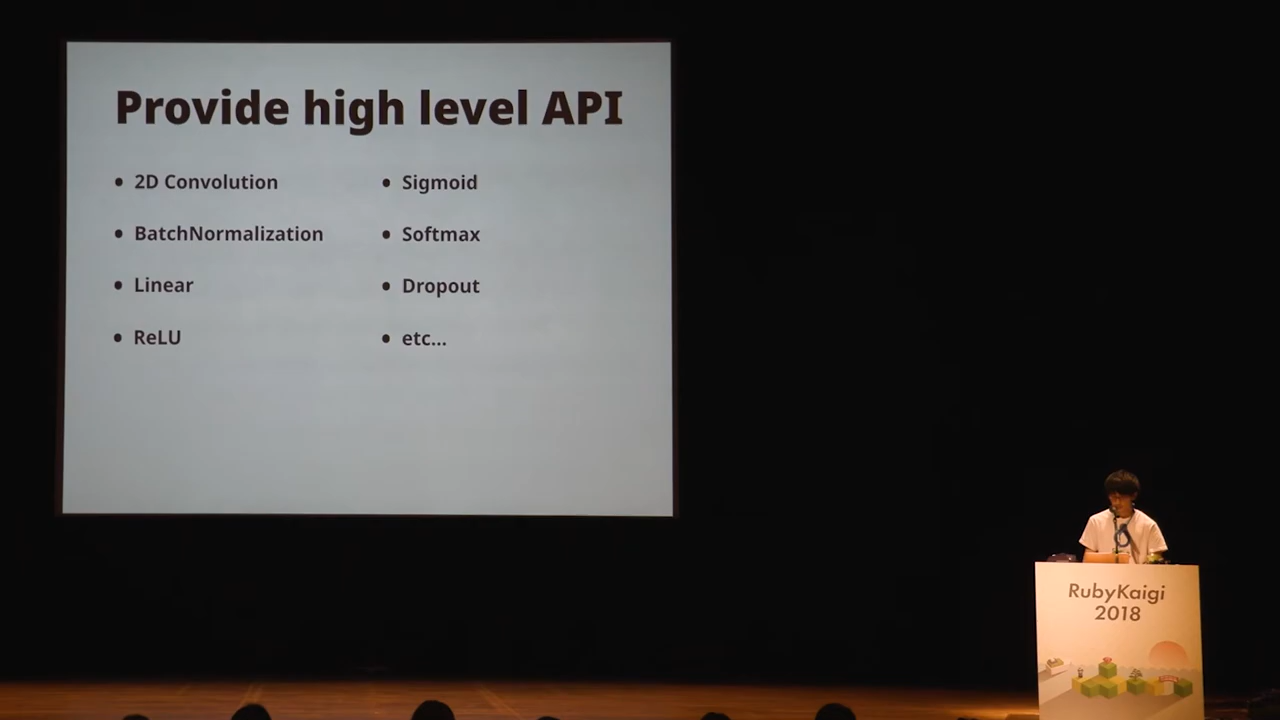 Provide high level API
• 2D Convolution
• BatchNormalization
• Linear
• ReLU
• Sigmoid
• Softmax
• Dropout
• etc...
RubyKaigi
2018